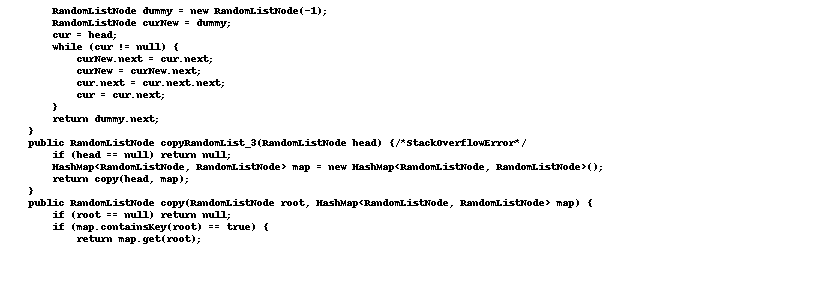 RandomListNode dummy = new RandomListNode(-1);
RandomListNode curNew = dummy;
cur = head;
while (cur != null) {
curNew.next = cur.next;
curNew = curNew.next;
cur.next = cur.next.next;
cur = cur.next;
}
return dummy.next;
}
public RandomListNode copyRandomList_3(RandomListNode head) {/*StackOverflowError*/
if (head == null) return null;
HashMap<RandomListNode, RandomListNode> map = new HashMap<RandomListNode, RandomListNode>();
return copy(head, map);
}
public RandomListNode copy(RandomListNode root, HashMap<RandomListNode, RandomListNode> map) {
if (root == null) return null;
if (map.containsKey(root) == true) {
return map.get(root);